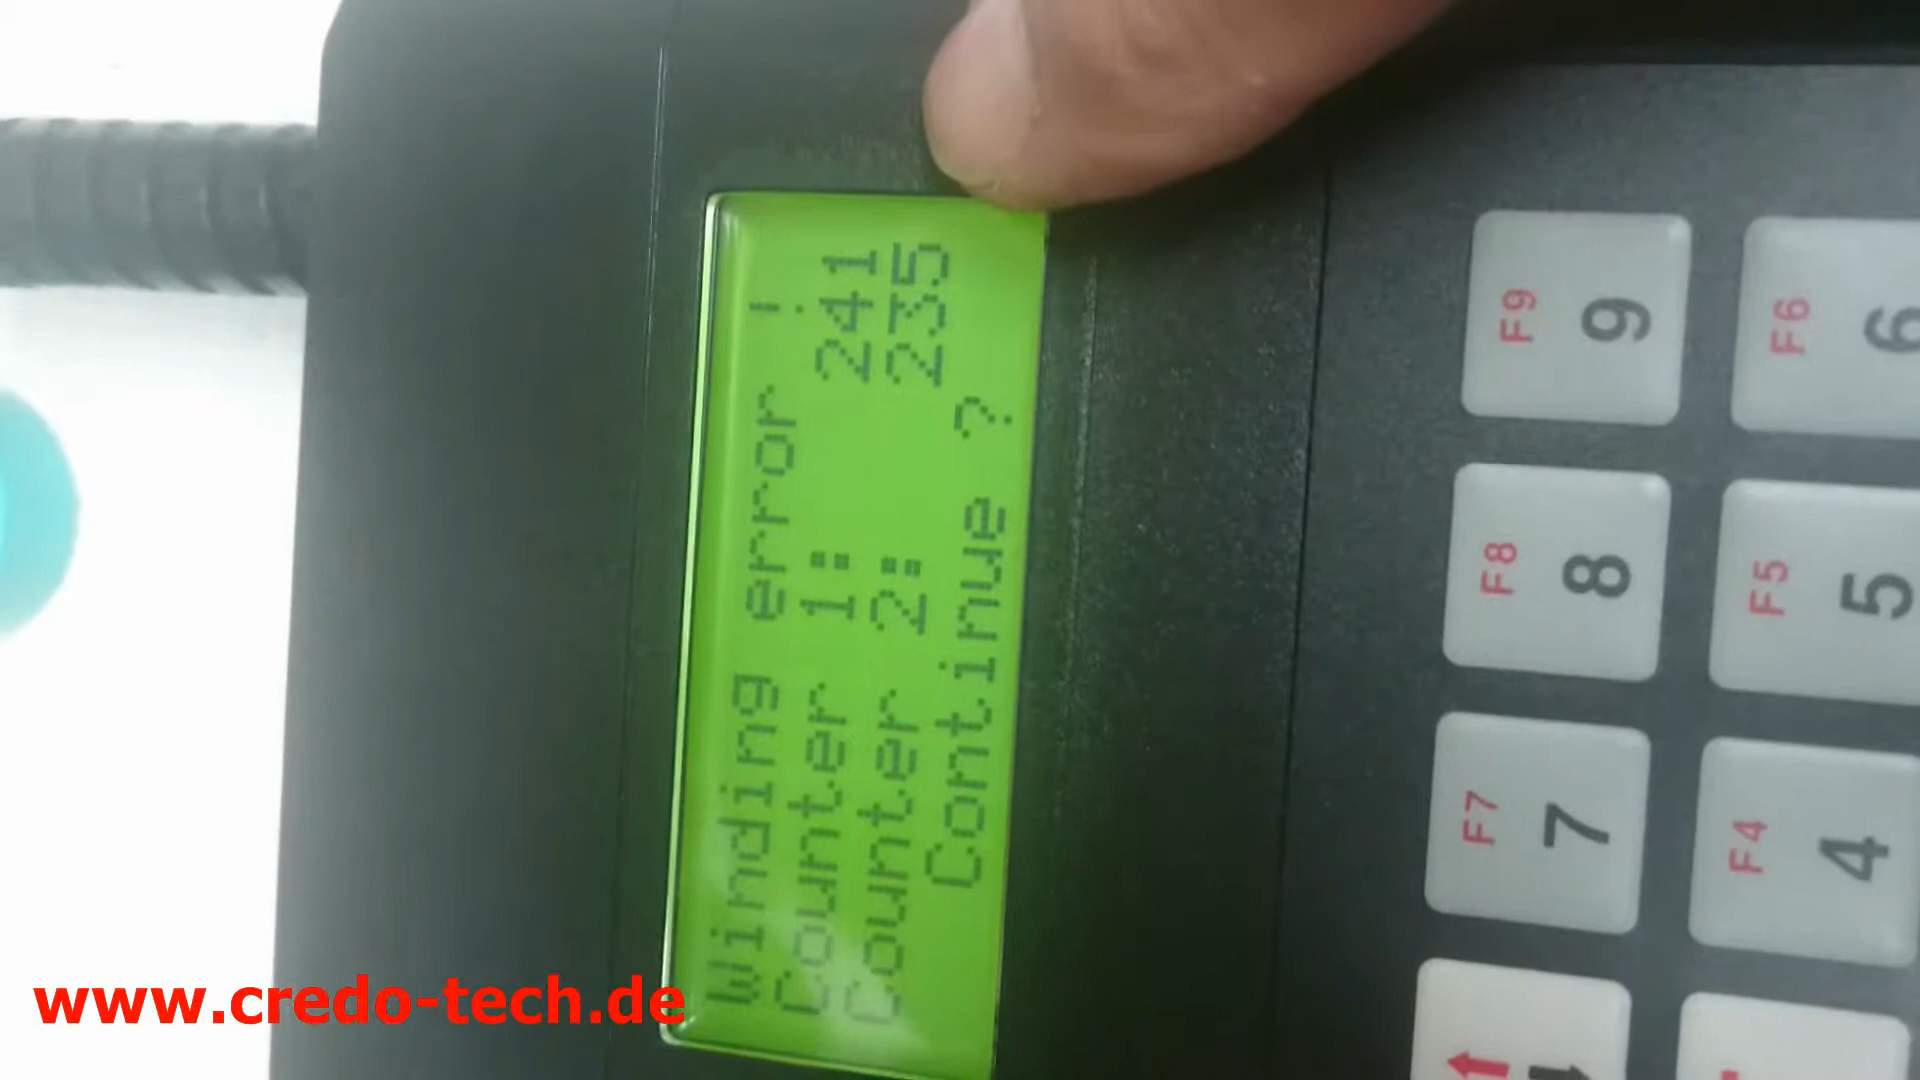 Winding error !
Counter 1: 241
Counter 2: 235
Continue ?
F9
9
F6
6
F8
8
F5
5
F7
7
F4
4
www.credo-tech.de